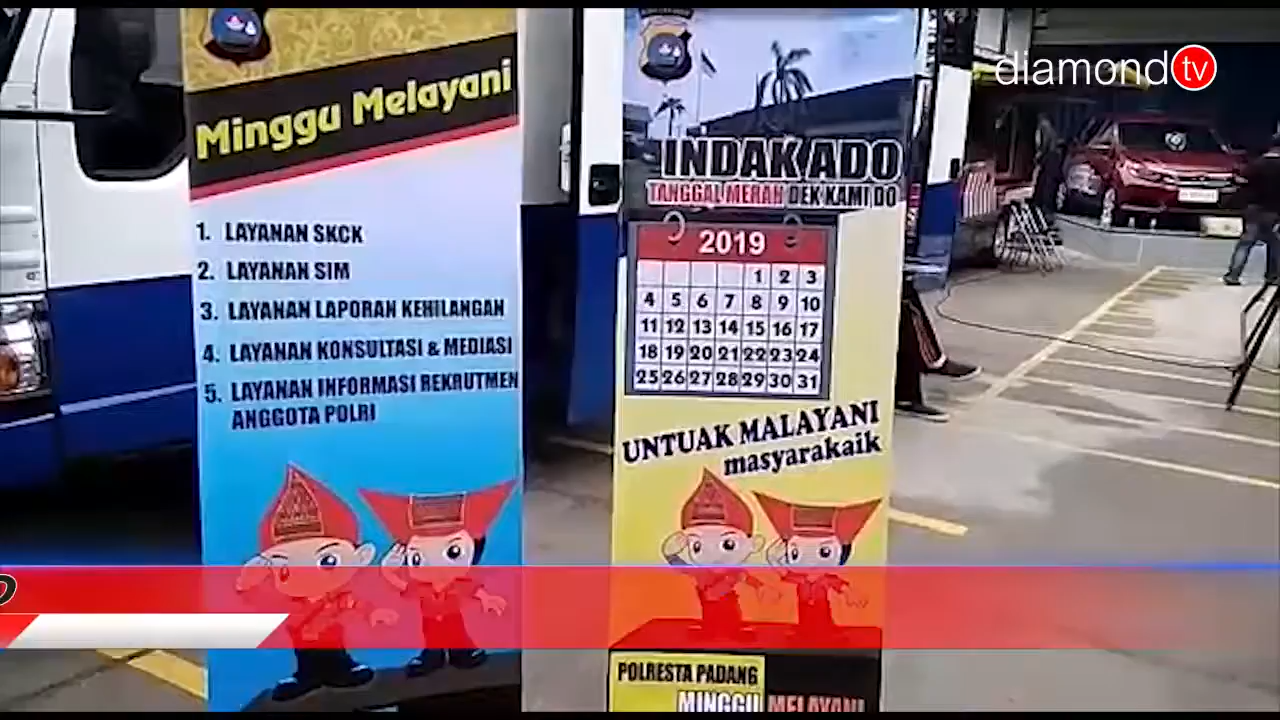 diamond tv
Minggu Melayani
1. LAYANAN SKCK
2. LAYANAN SIM
3. LAYANAN LAPORAN KEHILANGAN
4. LAYANAN KONSULTASI & MEDIASI
5. LAYANAN INFORMASI REKRUTMEN
ANGGOTA POLRI
INDAK ADO
TANGGAL MERAH DEK KAMI DO
2019
1 2 3
4 5 6 7 8 9 10
11 12 13 14 15 16 17
18 19 20 21 22 23 24
25 26 27 28 29 30 31
UNTUAK MALAYANI
masyarakaik
POLRESTA PADANG
MINGGU MELAYANI